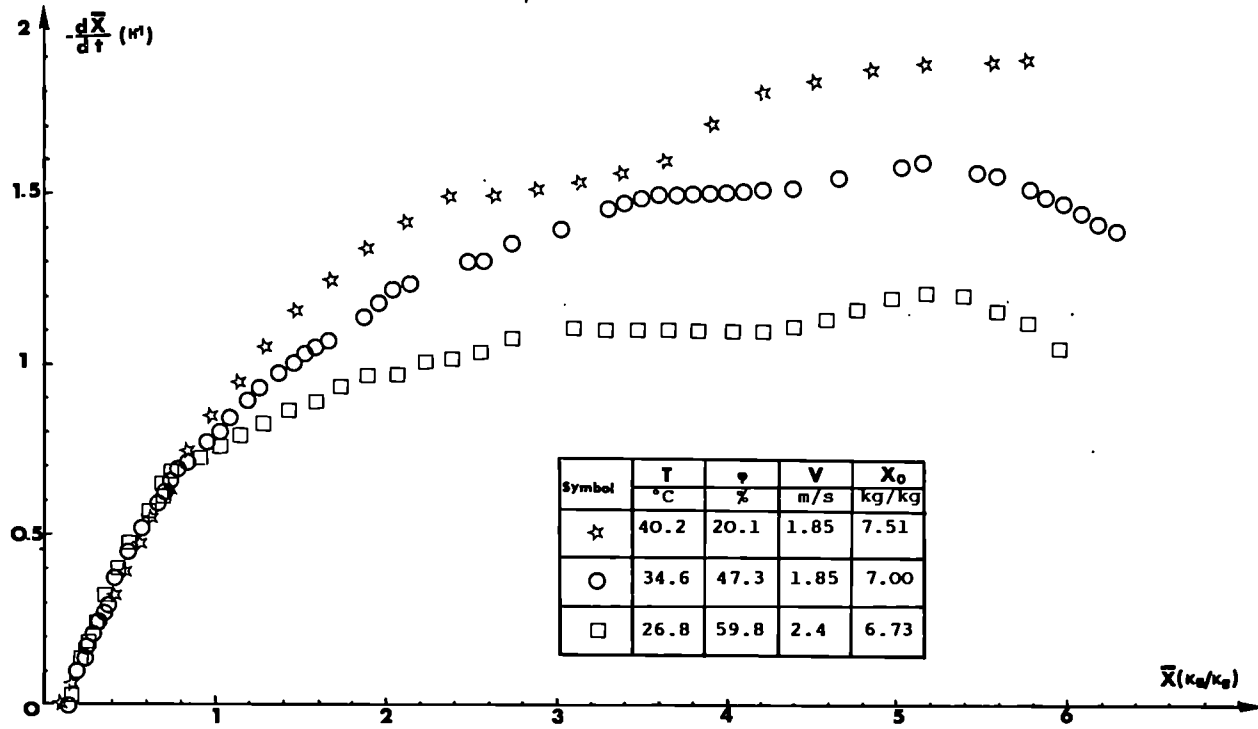 2
-dX̄/dt (H⁻¹)
1.5
1
0.5
0
1 2 3 4 5 6
X̄ (Kg/Kg)
Symbol T φ V X₀
°C % m/s kg/kg
☆ 40.2 20.1 1.85 7.51
○ 34.6 47.3 1.85 7.00
□ 26.8 59.8 2.4 6.73